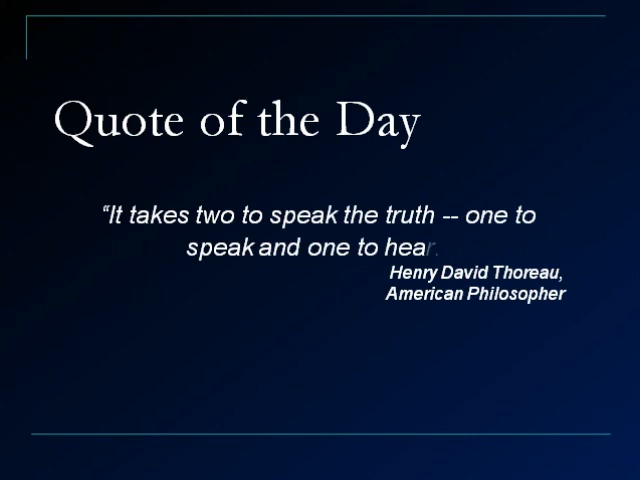 Quote of the Day
“It takes two to speak the truth -- one to
speak and one to hear.
Henry David Thoreau,
American Philosopher